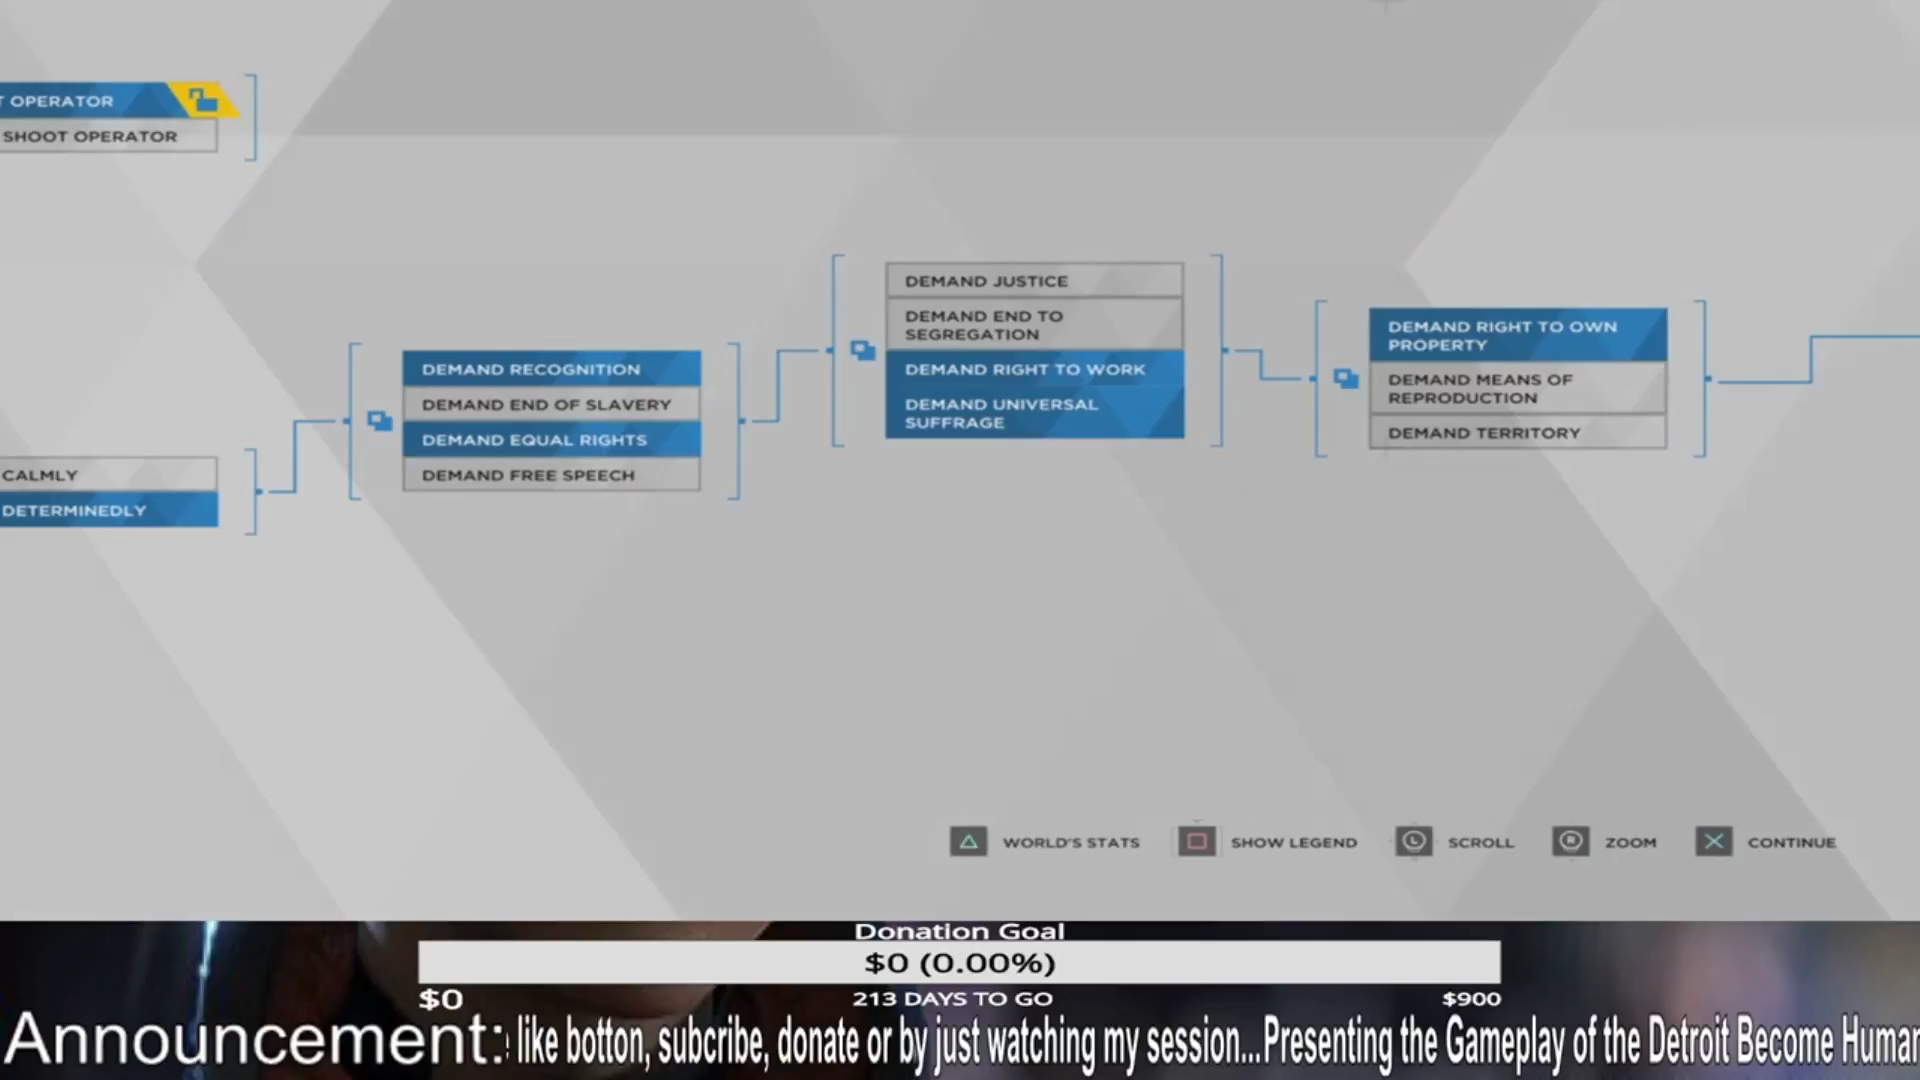 T OPERATOR
SHOOT OPERATOR
CALMLY
DETERMINEDLY
DEMAND RECOGNITION
DEMAND END OF SLAVERY
DEMAND EQUAL RIGHTS
DEMAND FREE SPEECH
DEMAND JUSTICE
DEMAND END TO
SEGREGATION
DEMAND RIGHT TO WORK
DEMAND UNIVERSAL
SUFFRAGE
DEMAND RIGHT TO OWN
PROPERTY
DEMAND MEANS OF
REPRODUCTION
DEMAND TERRITORY
WORLD'S STATS
SHOW LEGEND
SCROLL
ZOOM
CONTINUE
Donation Goal
$0 (0.00%)
$0
213 DAYS TO GO
$900
Announcement: like botton, subcribe, donate or by just watching my session...Presenting the Gameplay of the Detroit Become Human